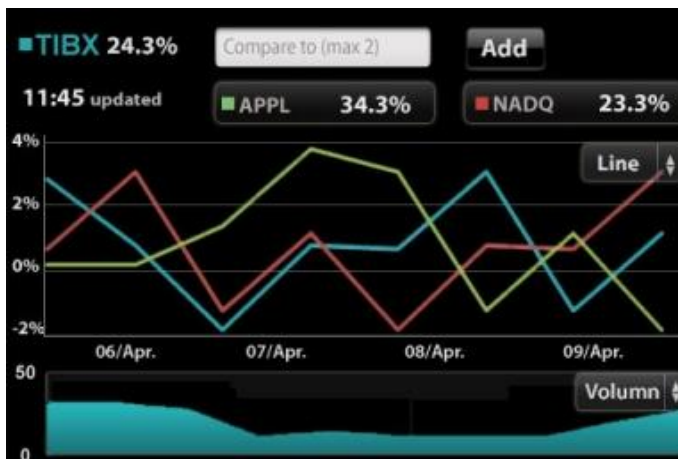 TIBX 24.3% Compare to (max 2) Add
11:45 updated APPL 34.3% NADQ 23.3%
4%
Line
2%
0%
-2%
06/Apr. 07/Apr. 08/Apr. 09/Apr.
50
Volumn
0